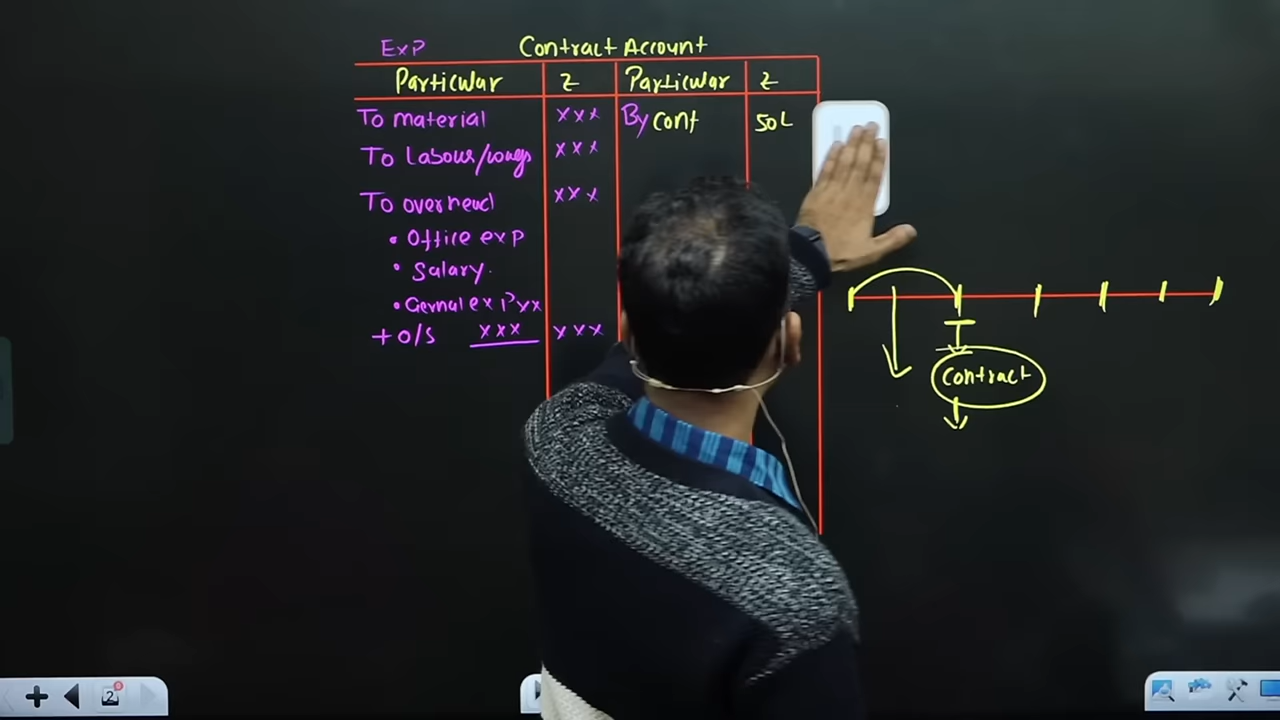 ExP Contract Account
Particular ₹ Particular ₹
To material xxx By cont 50L
To Labour/wages xxx
To overhead xxx
• Office exp
• Salary.
• Gernal exP xx
+ O/S xxx xxx
Contract
2